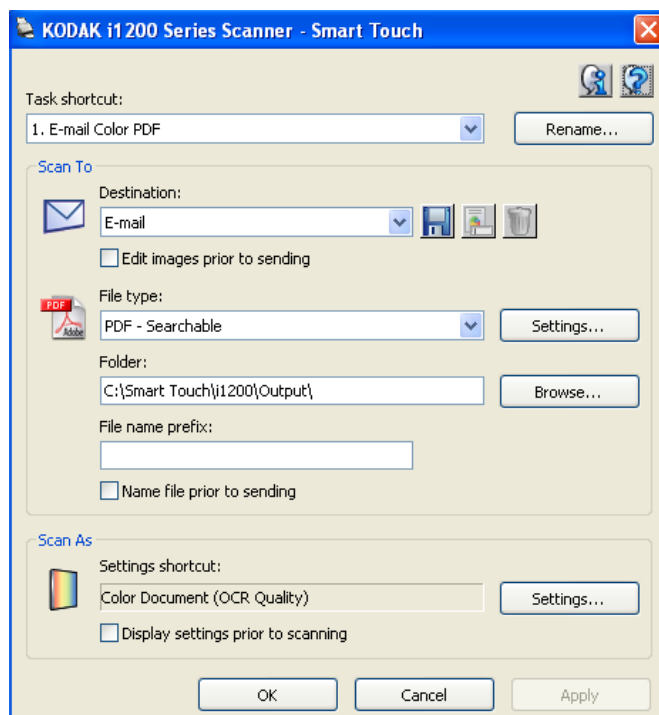 KODAK i1200 Series Scanner - Smart Touch
Task shortcut:
1. E-mail Color PDF
Rename...
Scan To
Destination:
E-mail
Edit images prior to sending
File type:
PDF
Adobe
PDF - Searchable
Settings...
Folder:
C:\Smart Touch\i1200\Output\
Browse...
File name prefix:
Name file prior to sending
Scan As
Settings shortcut:
Color Document (OCR Quality)
Settings...
Display settings prior to scanning
OK Cancel Apply